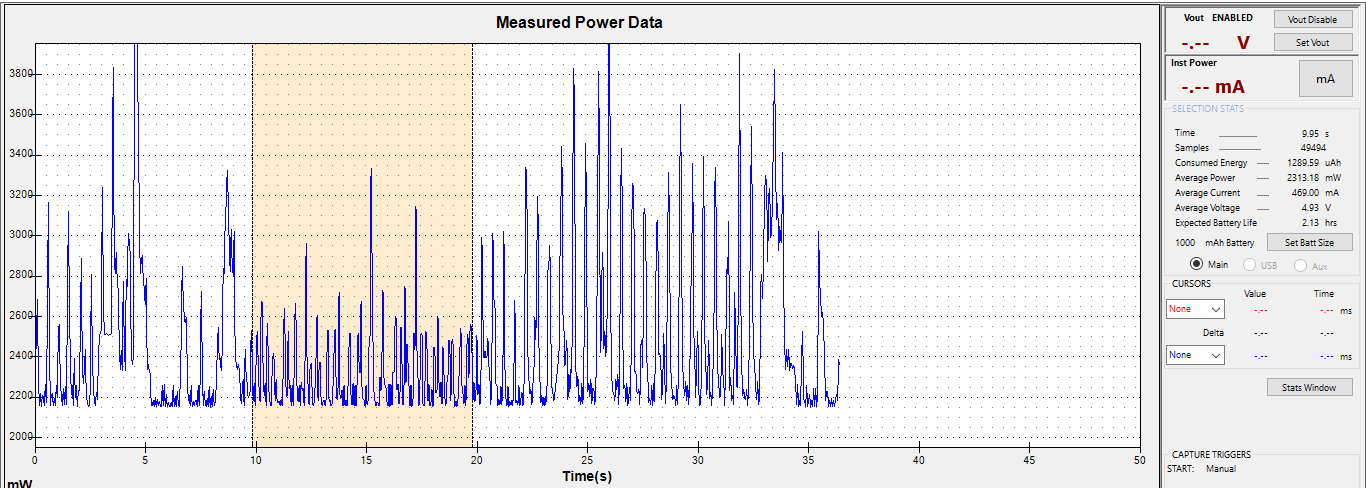 Measured Power Data
3800
3600
3400
3200
3000
2800
2600
2400
2200
2000
0 5 10 15 20 25 30 35 40 45 50
Time(s)
mW
Vout ENABLED Vout Disable
-.-- V Set Vout
Inst Power
-.-- mA mA
SELECTION STATS
Time 9.95 s
Samples 49494
Consumed Energy 1289.59 uAh
Average Power 2313.18 mW
Average Current 469.00 mA
Average Voltage 4.93 V
Expected Battery Life 2.13 hrs
1000 mAh Battery Set Batt Size
Main USB Aux
CURSORS
Value Time
None -.-- -.-- ms
Delta -.-- -.--
None -.-- -.-- ms
Stats Window
CAPTURE TRIGGERS
START: Manual